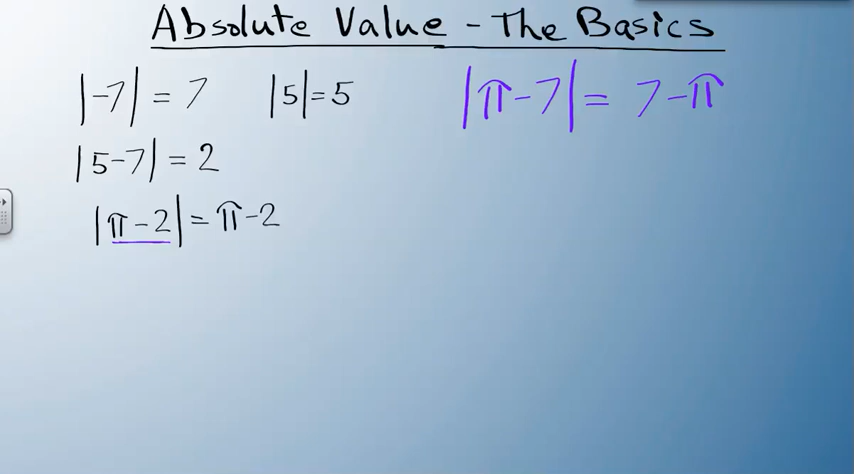 Absolute Value - The Basics
|-7| = 7
|5|=5
|π-7| = 7-π
|5-7| = 2
|π-2| = π-2